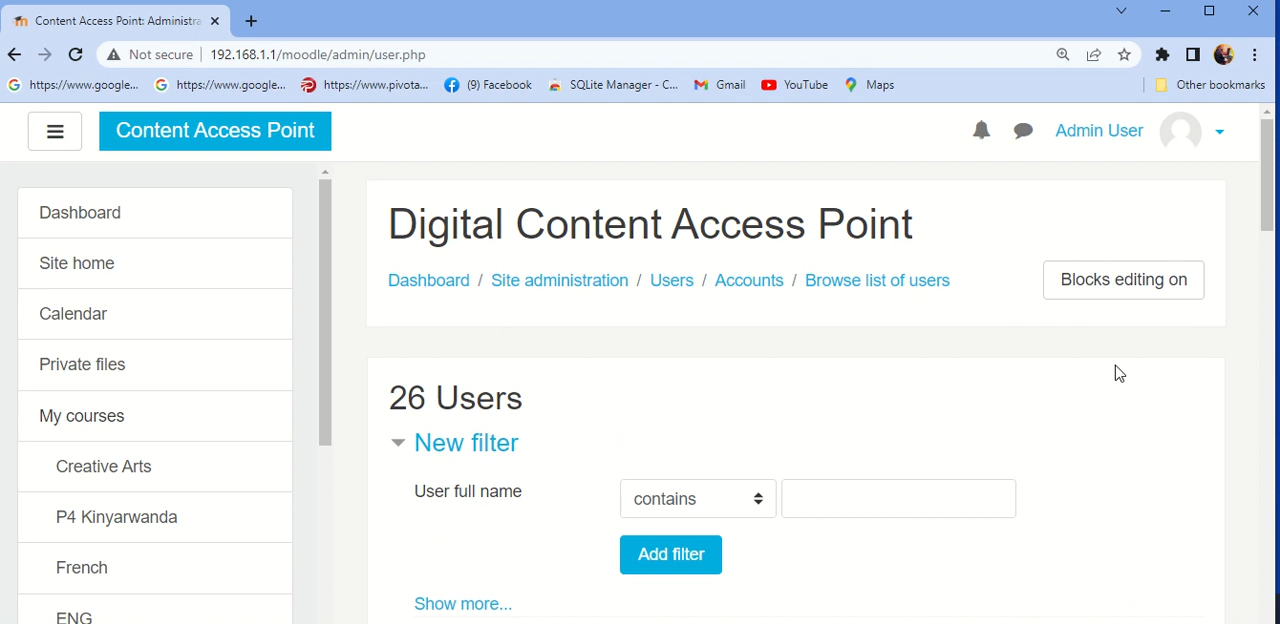 Content Access Point: Administra
Not secure 192.168.1.1/moodle/admin/user.php
https://www.google... https://www.google... https://www.pivota... (9) Facebook SQLite Manager - C... Gmail YouTube Maps Other bookmarks
Content Access Point Admin User
Dashboard
Site home
Calendar
Private files
My courses
Creative Arts
P4 Kinyarwanda
French
ENG
Digital Content Access Point
Dashboard / Site administration / Users / Accounts / Browse list of users Blocks editing on
26 Users
New filter
User full name contains
Add filter
Show more...